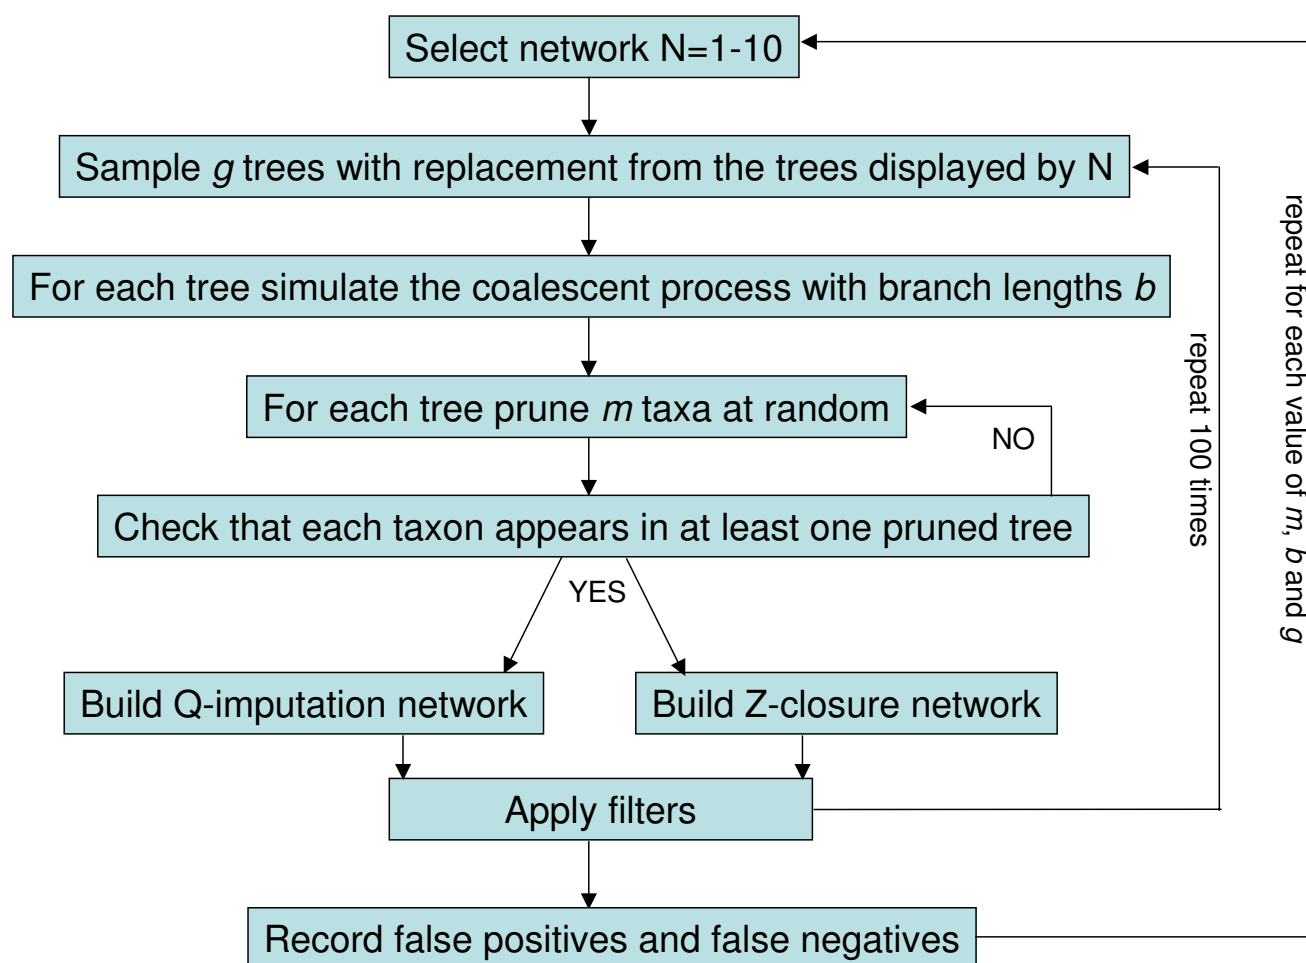 Select network N=1-10
Sample g trees with replacement from the trees displayed by N
For each tree simulate the coalescent process with branch lengths b
For each tree prune m taxa at random
NO
Check that each taxon appears in at least one pruned tree
YES
Build Q-imputation network
Build Z-closure network
Apply filters
Record false positives and false negatives
repeat 100 times
repeat for each value of m, b and g